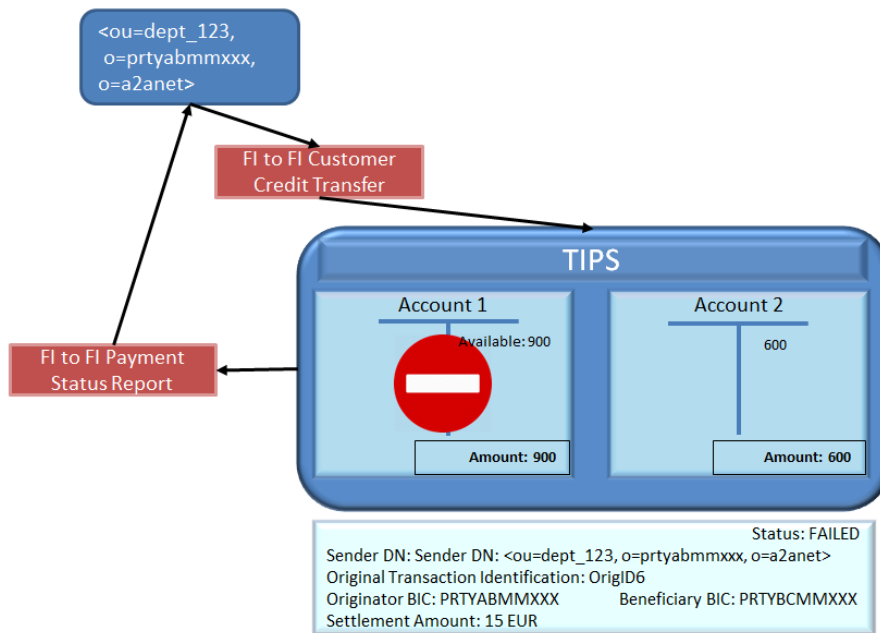 <ou=dept_123,
o=prtyabmmxxx,
o=a2anet>
FI to FI Customer
Credit Transfer
TIPS
Account 1
Available: 900
Amount: 900
Account 2
600
Amount: 600
FI to FI Payment
Status Report
Status: FAILED
Sender DN: Sender DN: <ou=dept_123, o=prtyabmmxxx, o=a2anet>
Original Transaction Identification: OrigID6
Originator BIC: PRTYABMMXXX Beneficiary BIC: PRTYBCMMXXX
Settlement Amount: 15 EUR